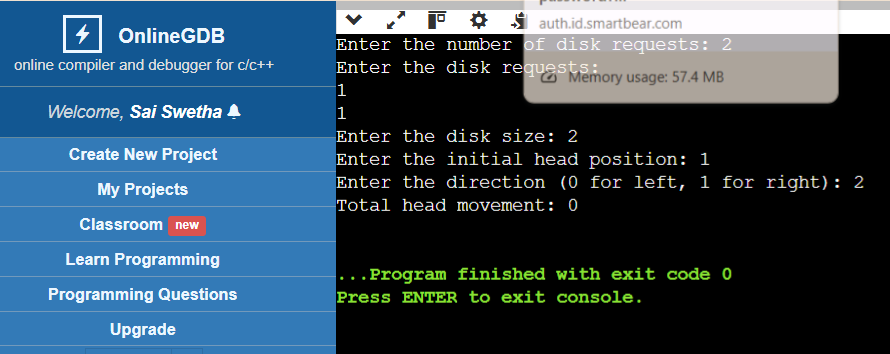 OnlineGDB
online compiler and debugger for c/c++
Welcome, Sai Swetha
Create New Project
My Projects
Classroom new
Learn Programming
Programming Questions
Upgrade
auth.id.smartbear.com
Memory usage: 57.4 MB
Enter the number of disk requests: 2
Enter the disk requests:
1
1
Enter the disk size: 2
Enter the initial head position: 1
Enter the direction (0 for left, 1 for right): 2
Total head movement: 0
...Program finished with exit code 0
Press ENTER to exit console.